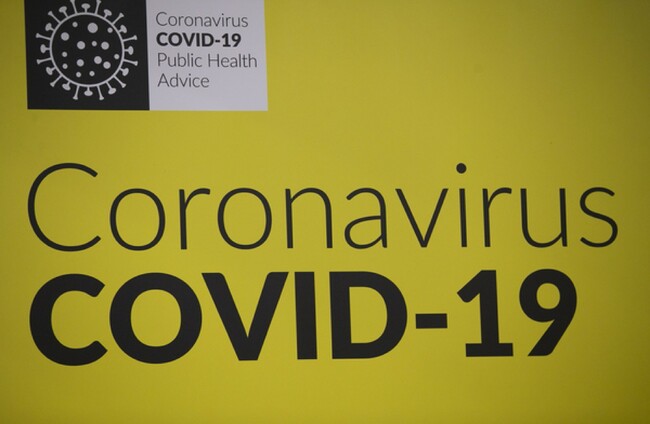 Coronavirus
COVID-19
Public Health
Advice
Coronavirus
COVID-19